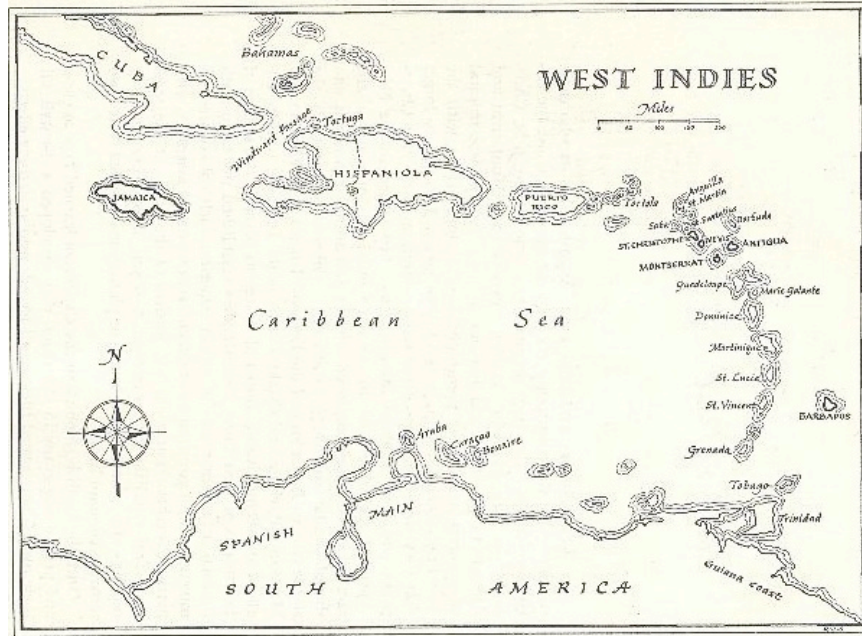 WEST INDIES
Miles
Bahamas
CUBA
Windward Passage
Tortuga
HISPANIOLA
JAMAICA
PUERTO RICO
Tortola
Anguilla
St. Martin
Saba
St. Eustatius
Barbuda
ST. CHRISTOPHER
NEVIS
ANTIGUA
MONTSERRAT
Guadeloupe
Marie Galante
Caribbean Sea
Dominica
Martinique
N
St. Lucia
St. Vincent
BARBADOS
Aruba
Curaçao
Bonaire
Grenada
Tobago
SPANISH MAIN
Trinidad
Guiana Coast
SOUTH AMERICA